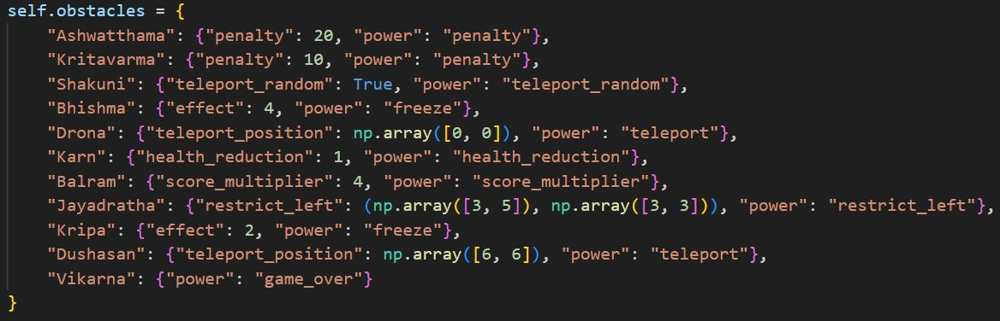 self.obstacles = {
    "Ashwatthama": {"penalty": 20, "power": "penalty"},
    "Kritavarma": {"penalty": 10, "power": "penalty"},
    "Shakuni": {"teleport_random": True, "power": "teleport_random"},
    "Bhishma": {"effect": 4, "power": "freeze"},
    "Drona": {"teleport_position": np.array([0, 0]), "power": "teleport"},
    "Karn": {"health_reduction": 1, "power": "health_reduction"},
    "Balram": {"score_multiplier": 4, "power": "score_multiplier"},
    "Jayadratha": {"restrict_left": (np.array([3, 5]), np.array([3, 3])), "power": "restrict_left"},
    "Kripa": {"effect": 2, "power": "freeze"},
    "Dushasan": {"teleport_position": np.array([6, 6]), "power": "teleport"},
    "Vikarna": {"power": "game_over"}
}